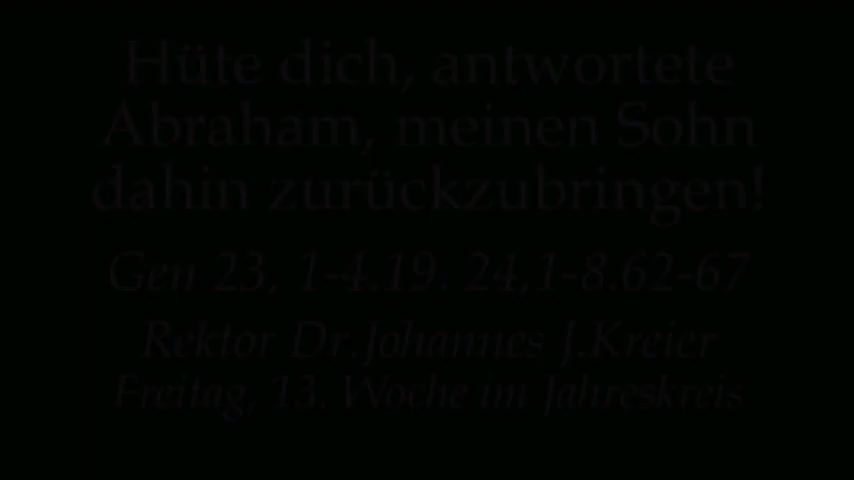 Hüte dich, antwortete
Abraham, meinen Sohn
dahin zurückzubringen!
Gen 23, 1-4.19. 24,1-8.62-67
Rektor Dr. Johannes J.Kreier
Freitag, 13. Woche im Jahreskreis